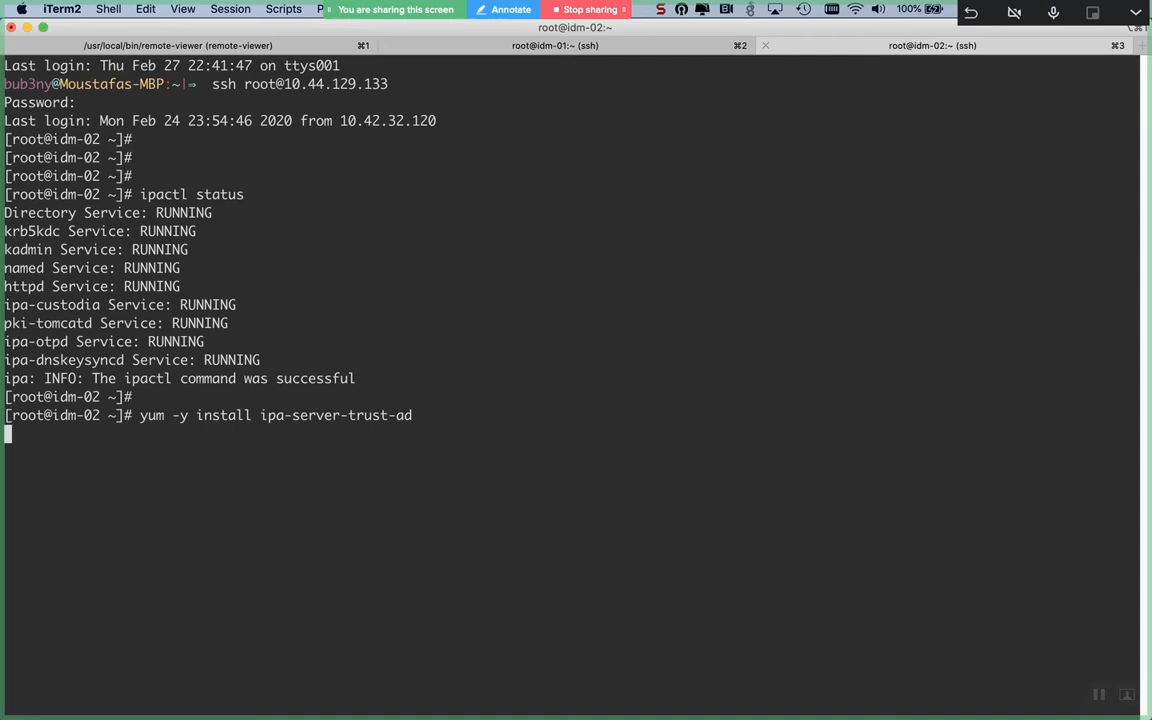 iTerm2 Shell Edit View Session Scripts You are sharing this screen Annotate Stop sharing 100%
root@idm-02:~
/usr/local/bin/remote-viewer (remote-viewer) ⌘1 root@idm-01:~ (ssh) ⌘2 root@idm-02:~ (ssh) ⌘3
Last login: Thu Feb 27 22:41:47 on ttys001
bub3ny@Moustafas-MBP:~|⇒ ssh root@10.44.129.133
Password:
Last login: Mon Feb 24 23:54:46 2020 from 10.42.32.120
[root@idm-02 ~]#
[root@idm-02 ~]#
[root@idm-02 ~]#
[root@idm-02 ~]# ipactl status
Directory Service: RUNNING
krb5kdc Service: RUNNING
kadmin Service: RUNNING
named Service: RUNNING
httpd Service: RUNNING
ipa-custodia Service: RUNNING
pki-tomcatd Service: RUNNING
ipa-otpd Service: RUNNING
ipa-dnskeysyncd Service: RUNNING
ipa: INFO: The ipactl command was successful
[root@idm-02 ~]#
[root@idm-02 ~]# yum -y install ipa-server-trust-ad